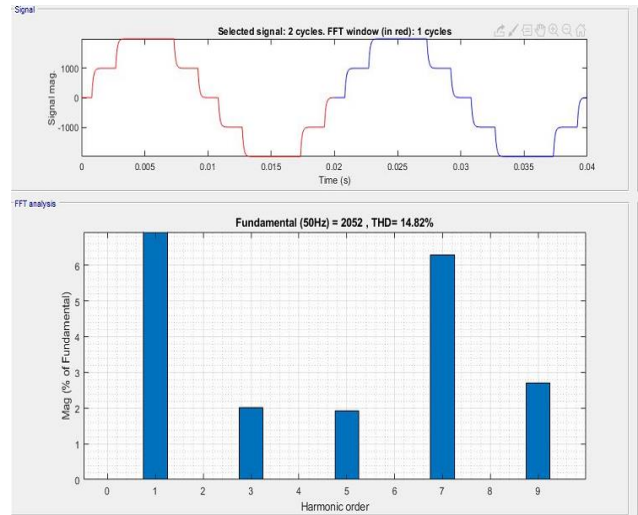 Signal
Selected signal: 2 cycles. FFT window (in red): 1 cycles
1000
0
-1000
Signal mag.
0 0.005 0.01 0.015 0.02 0.025 0.03 0.035 0.04
Time (s)
FFT analysis
Fundamental (50Hz) = 2052 , THD= 14.82%
6
5
4
3
2
1
0
Mag (% of Fundamental)
0 1 2 3 4 5 6 7 8 9
Harmonic order